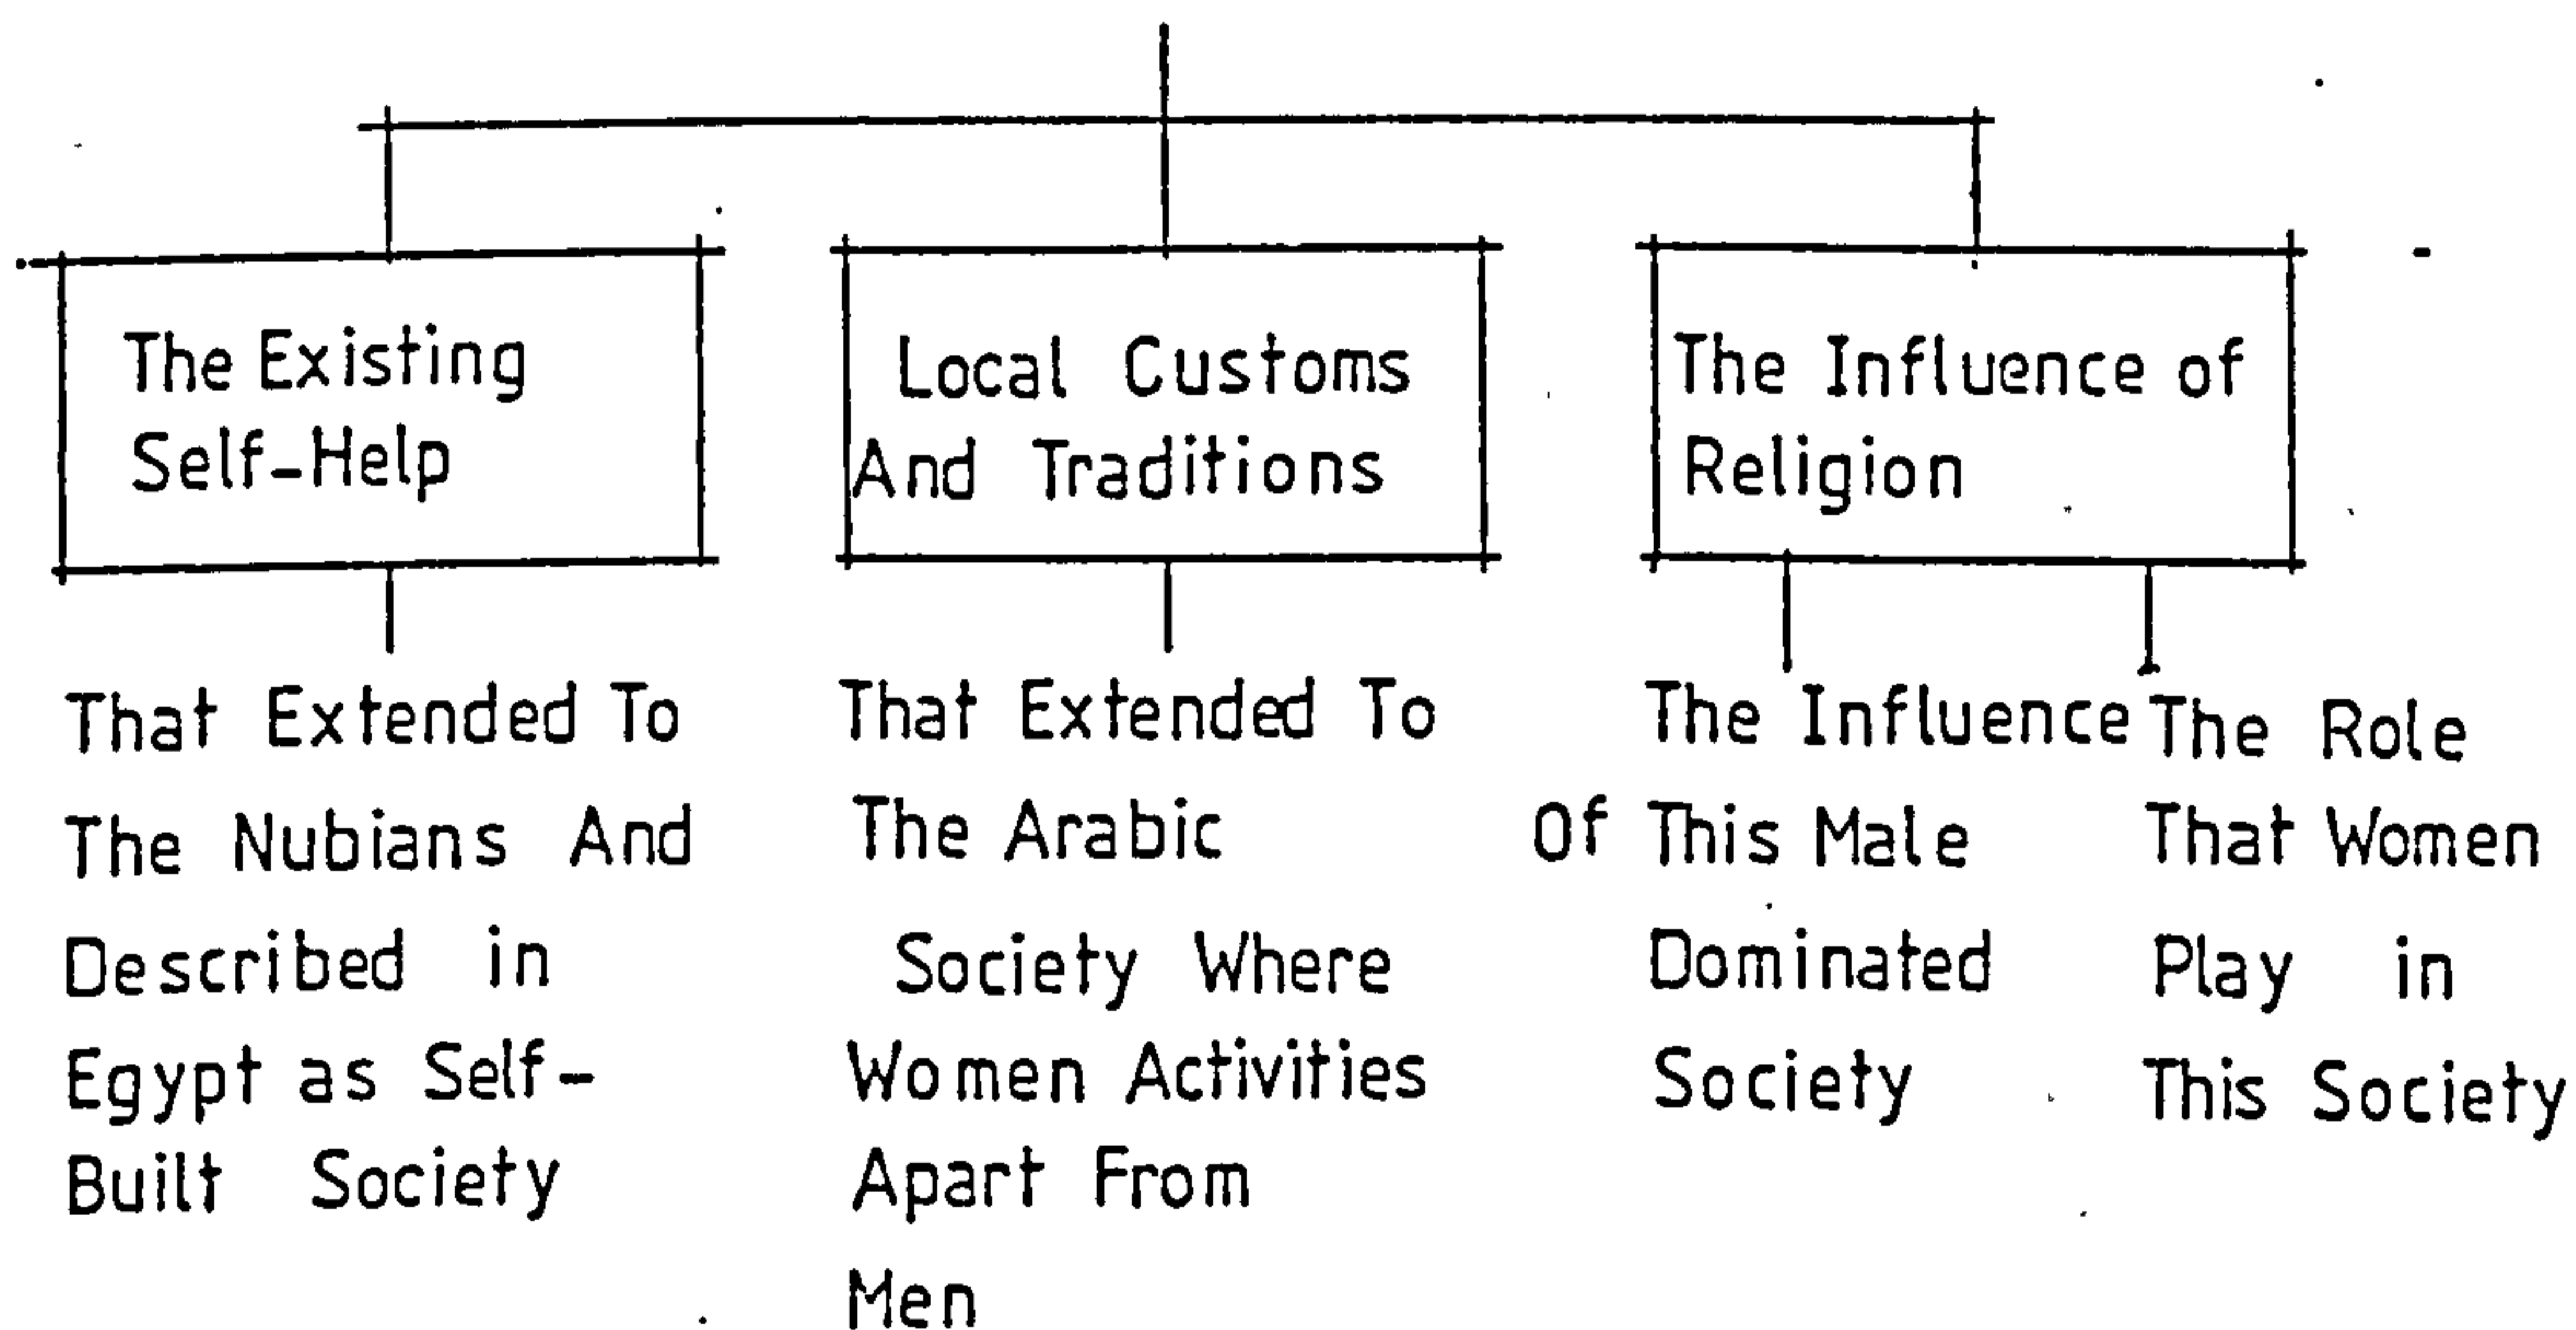 The Existing
Self-Help
Local Customs
And Traditions
The Influence of
Religion
That Extended To
The Nubians And
Described in
Egypt as Self-
Built Society
That Extended To
The Arabic
Society Where
Women Activities
Apart From
Men
The Influence
Of This Male
Dominated
Society
The Role
That Women
Play in
This Society